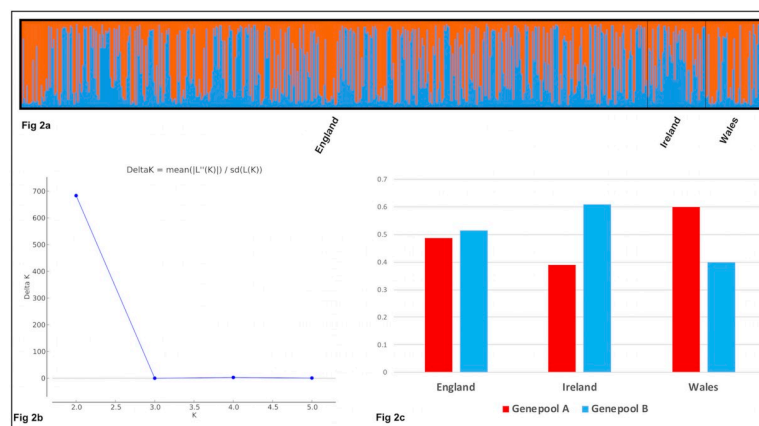 Fig 2a
England
Ireland
Wales
DeltaK = mean(|L''(K)|) / sd(L(K))
700
600
500
400
300
200
100
0
Delta K
2.0 2.5 3.0 3.5 4.0 4.5 5.0
K
Fig 2b
0.7
0.6
0.5
0.4
0.3
0.2
0.1
0
England Ireland Wales
Genepool A Genepool B
Fig 2c